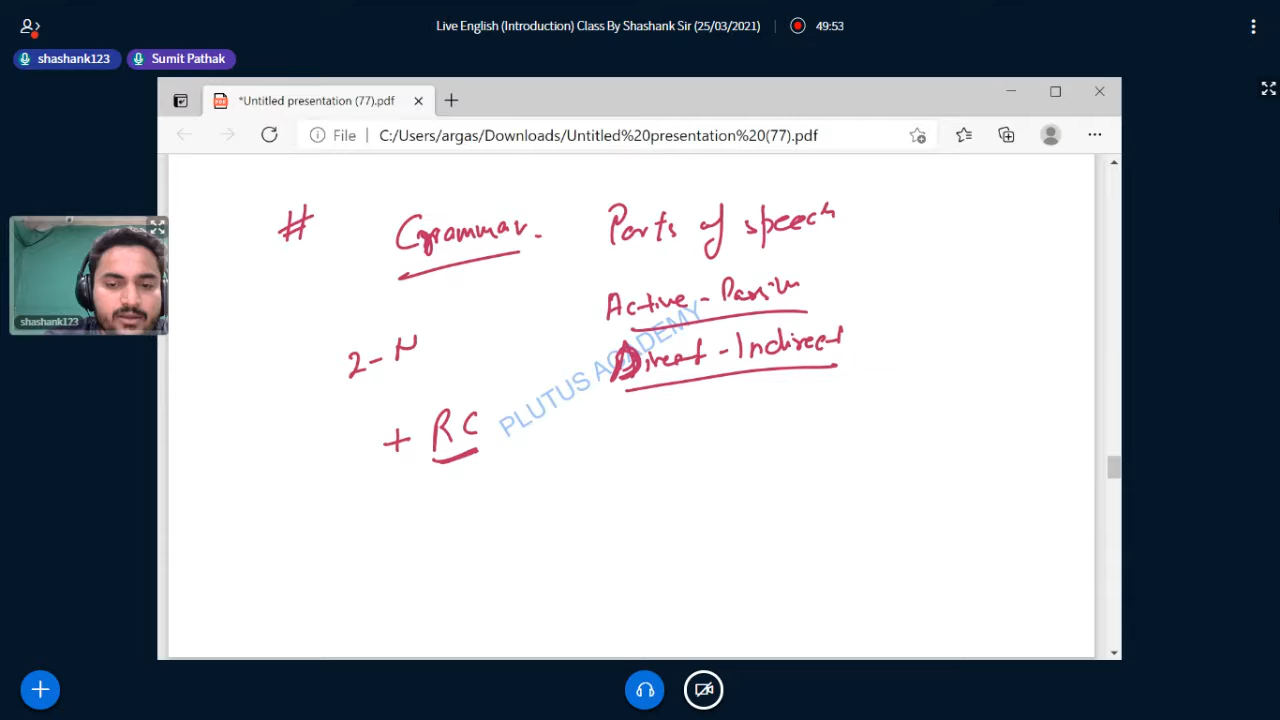 Live English (Introduction) Class By Shashank Sir (25/03/2021) 49:53
shashank123 Sumit Pathak
*Untitled presentation (77).pdf
File C:/Users/argas/Downloads/Untitled%20presentation%20(77).pdf
# Grammar. Parts of speech
Active - Passive
Direct - Indirect
2 - N
+ RC
PLUTUS ACADEMY
shashank123